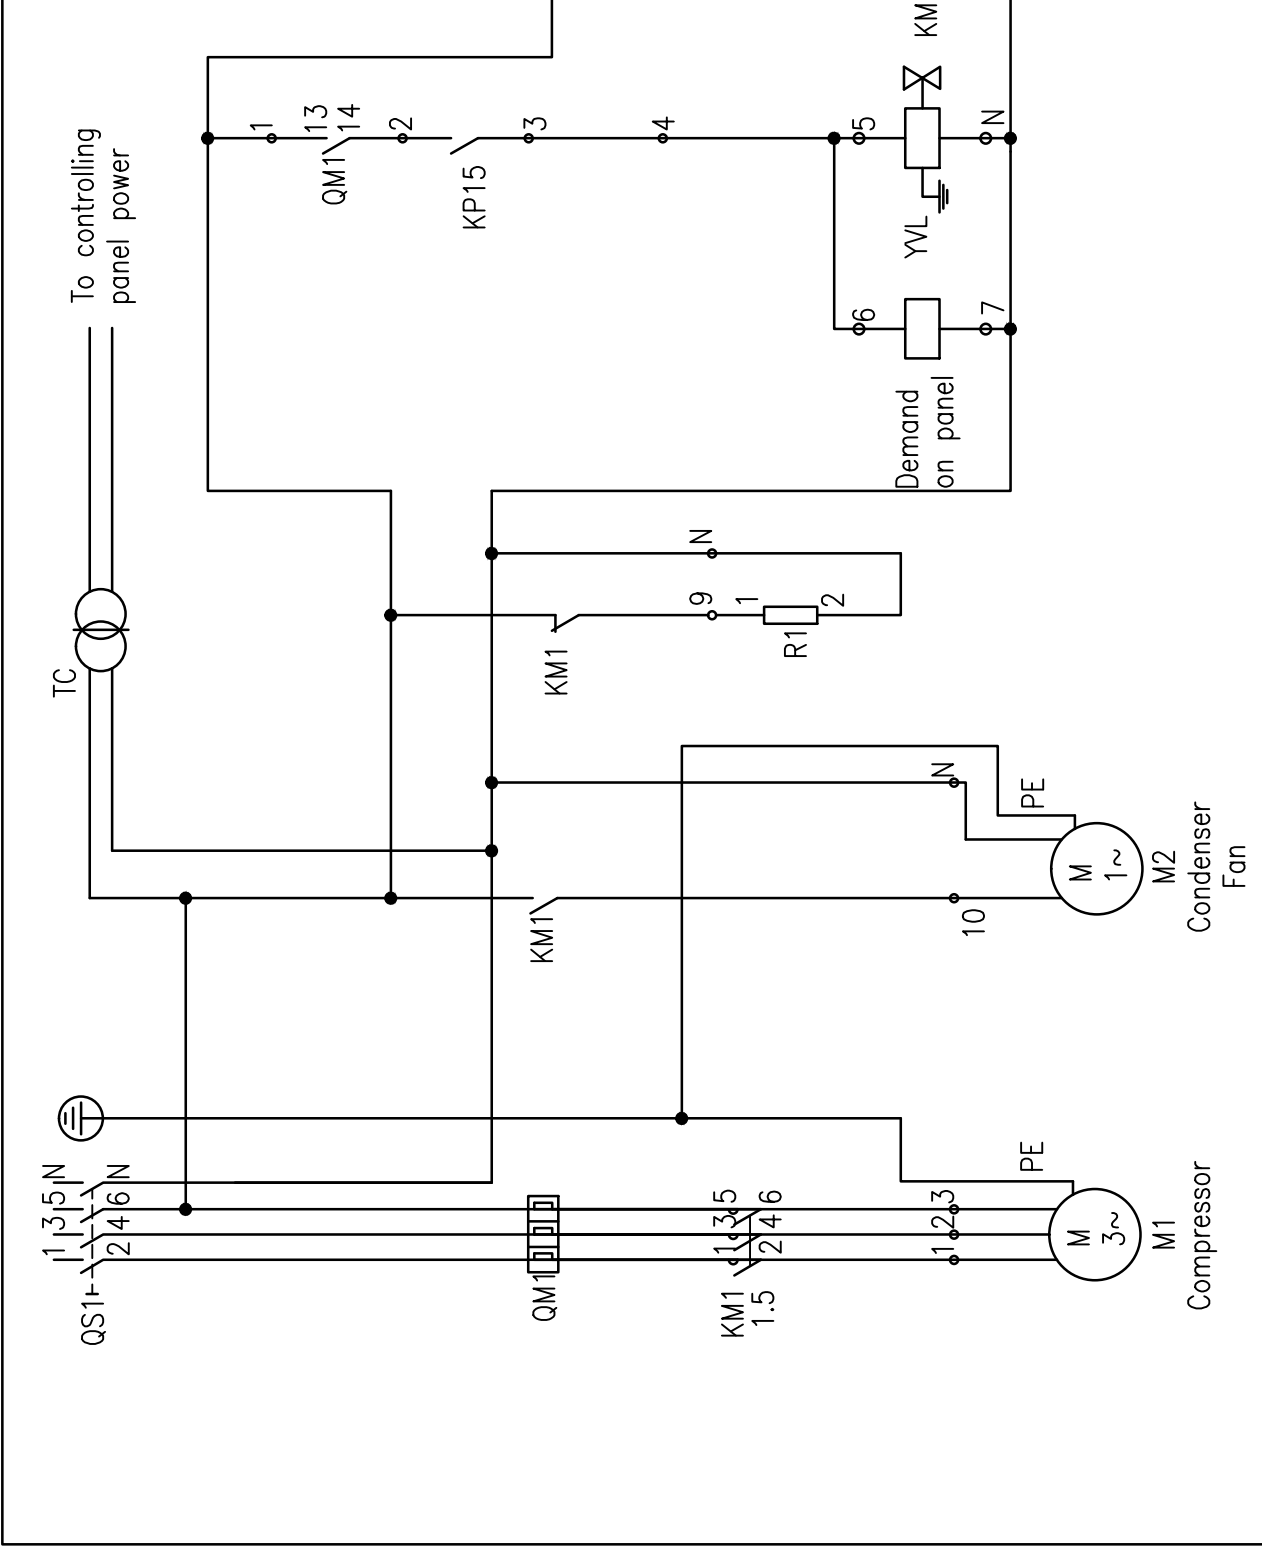 1
3
5
N
QS1
2
4
6
N
QM1
1
3
5
2
4
6
KM1
1.5
1
2
3
PE
M
3~
M1
Compressor
TC
To controlling
panel power
KM1
10
N
PE
M
1~
M2
Condenser
Fan
KM1
9
N
1
2
R1
1
13
14
QM1
2
KP15
3
4
5
N
YVL
6
7
Demand
on panel
KM